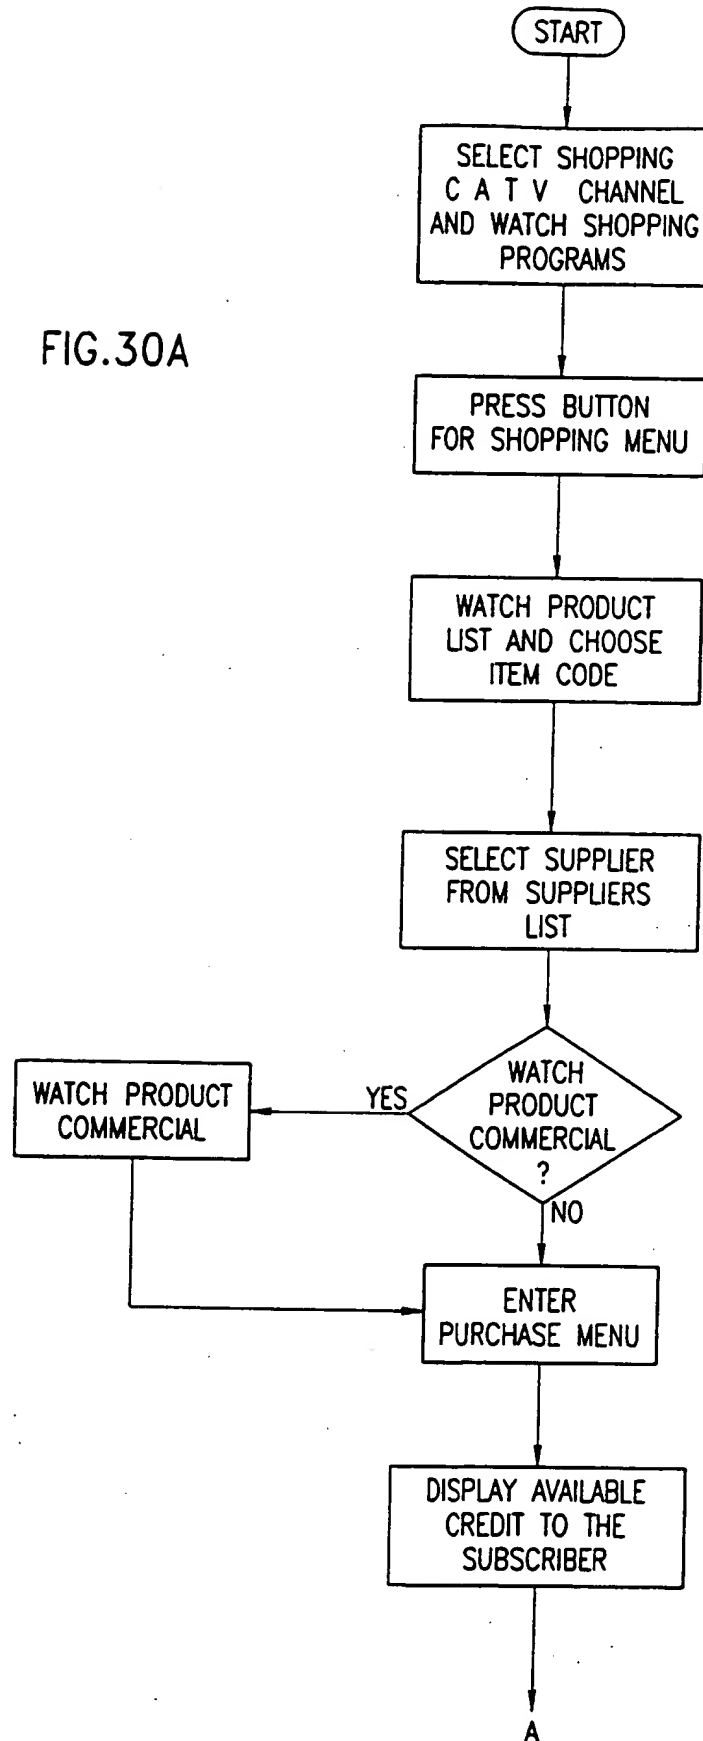 START
SELECT SHOPPING
C A T V CHANNEL
AND WATCH SHOPPING
PROGRAMS
FIG.30A
PRESS BUTTON
FOR SHOPPING MENU
WATCH PRODUCT
LIST AND CHOOSE
ITEM CODE
SELECT SUPPLIER
FROM SUPPLIERS
LIST
WATCH
PRODUCT
COMMERCIAL
?
YES
WATCH PRODUCT
COMMERCIAL
NO
ENTER
PURCHASE MENU
DISPLAY AVAILABLE
CREDIT TO THE
SUBSCRIBER
A